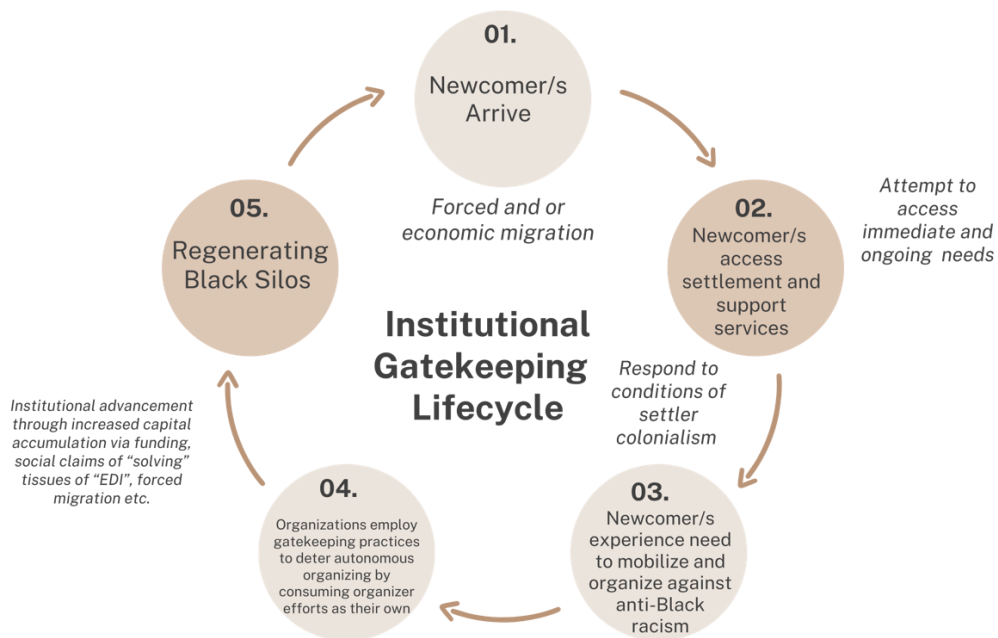 01.
Newcomer/s
Arrive
Forced and or
economic migration
02.
Newcomer/s
access
settlement and
support
services
Attempt to
access
immediate and
ongoing needs
Institutional
Gatekeeping
Lifecycle
Respond to
conditions of
settler
colonialism
03.
Newcomer/s
experience need
to mobilize and
organize against
anti-Black
racism
04.
Organizations employ
gatekeeping practices
to deter autonomous
organizing by
consuming organizer
efforts as their own
Institutional advancement
through increased capital
accumulation via funding,
social claims of “solving”
tissues of “EDI”, forced
migration etc.
05.
Regenerating
Black Silos